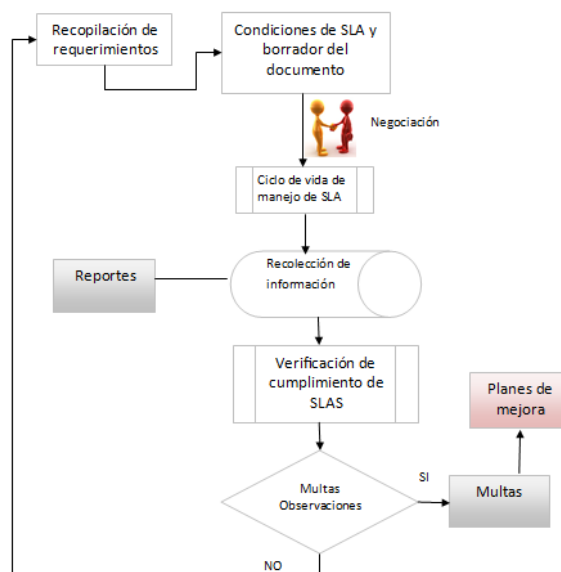 Recopilación de
requerimientos
Condiciones de SLA y
borrador del
documento
Negociación
Ciclo de vida de
manejo de SLA
Recolección de
información
Reportes
Verificación de
cumplimiento de
SLAS
Planes de
mejora
Multas
Observaciones
SI
Multas
NO